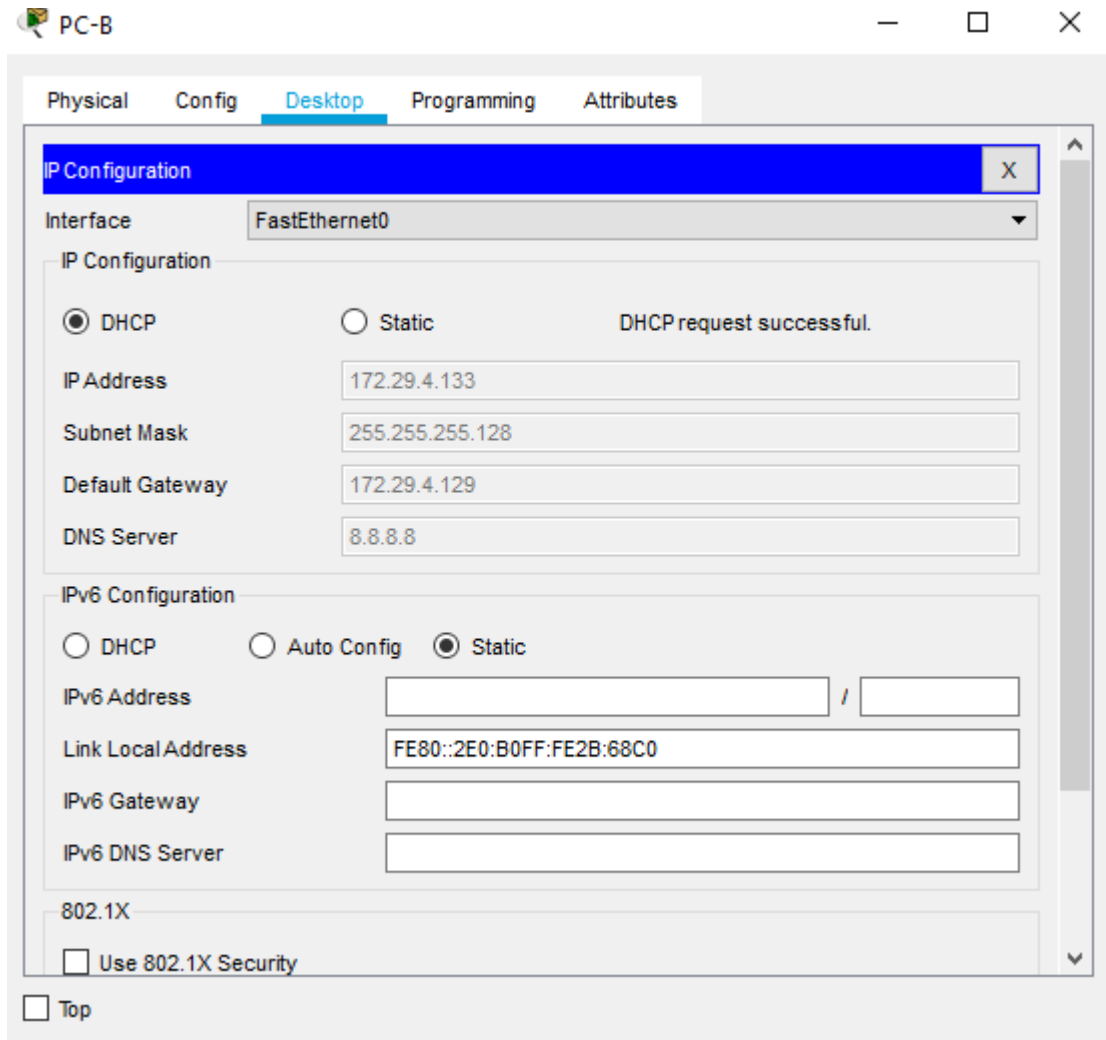 PC-B
Physical Config Desktop Programming Attributes
IP Configuration X
Interface FastEthernet0
IP Configuration
DHCP Static DHCP request successful.
IP Address 172.29.4.133
Subnet Mask 255.255.255.128
Default Gateway 172.29.4.129
DNS Server 8.8.8.8
IPv6 Configuration
DHCP Auto Config Static
IPv6 Address /
Link Local Address FE80::2E0:B0FF:FE2B:68C0
IPv6 Gateway
IPv6 DNS Server
802.1X
Use 802.1X Security
Top